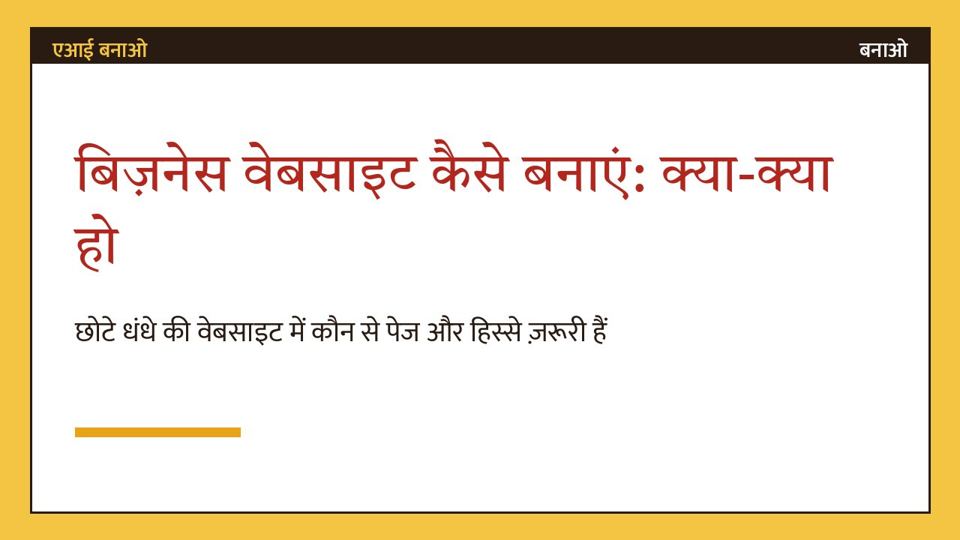 एआई बनाओ
बनाओ
बिज़नेस वेबसाइट कैसे बनाएं: क्या-क्या
हो
छोटे धंधे की वेबसाइट में कौन से पेज और हिस्से ज़रूरी हैं